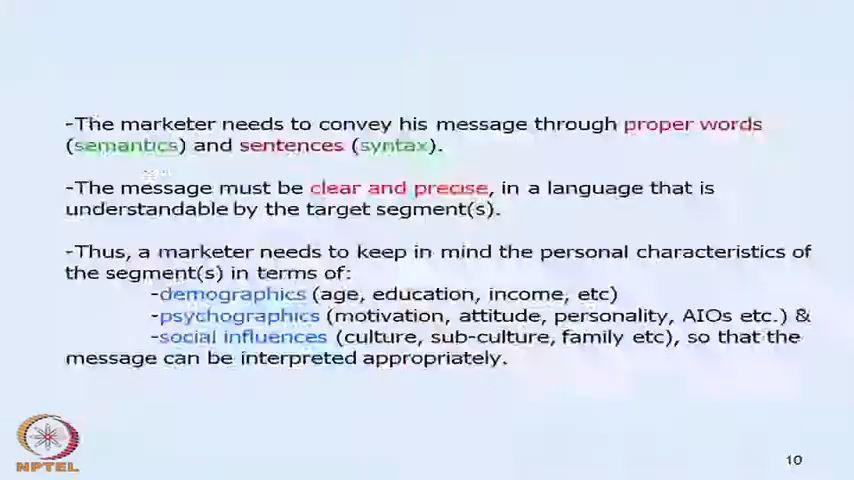 -The marketer needs to convey his message through proper words
(semantics) and sentences (syntax).
-The message must be clear and precise, in a language that is
understandable by the target segment(s).
-Thus, a marketer needs to keep in mind the personal characteristics of
the segment(s) in terms of:
-demographics (age, education, income, etc)
-psychographics (motivation, attitude, personality, AIOs etc.) &
-social influences (culture, sub-culture, family etc), so that the
message can be interpreted appropriately.
NPTEL
10